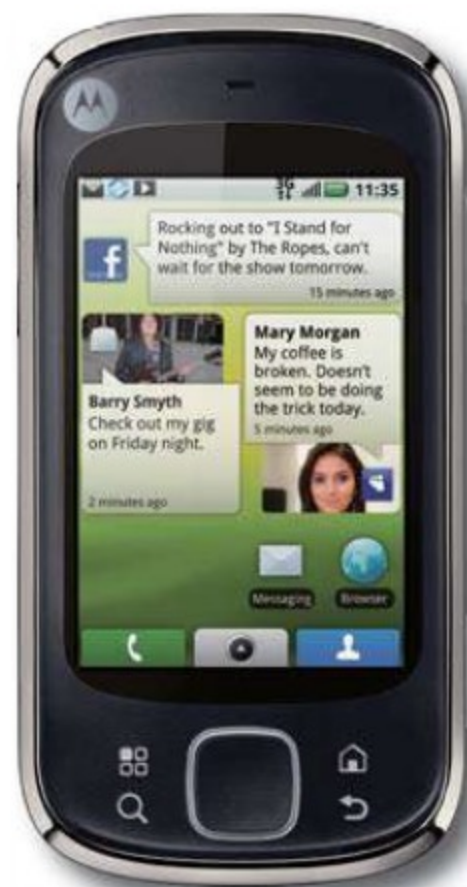 11:35
Rocking out to "I Stand for
Nothing" by The Ropes, can't
wait for the show tomorrow.
15 minutes ago
Barry Smyth
Check out my gig
on Friday night.
2 minutes ago
Mary Morgan
My coffee is
broken. Doesn't
seem to be doing
the trick today.
5 minutes ago
Messaging
Browser